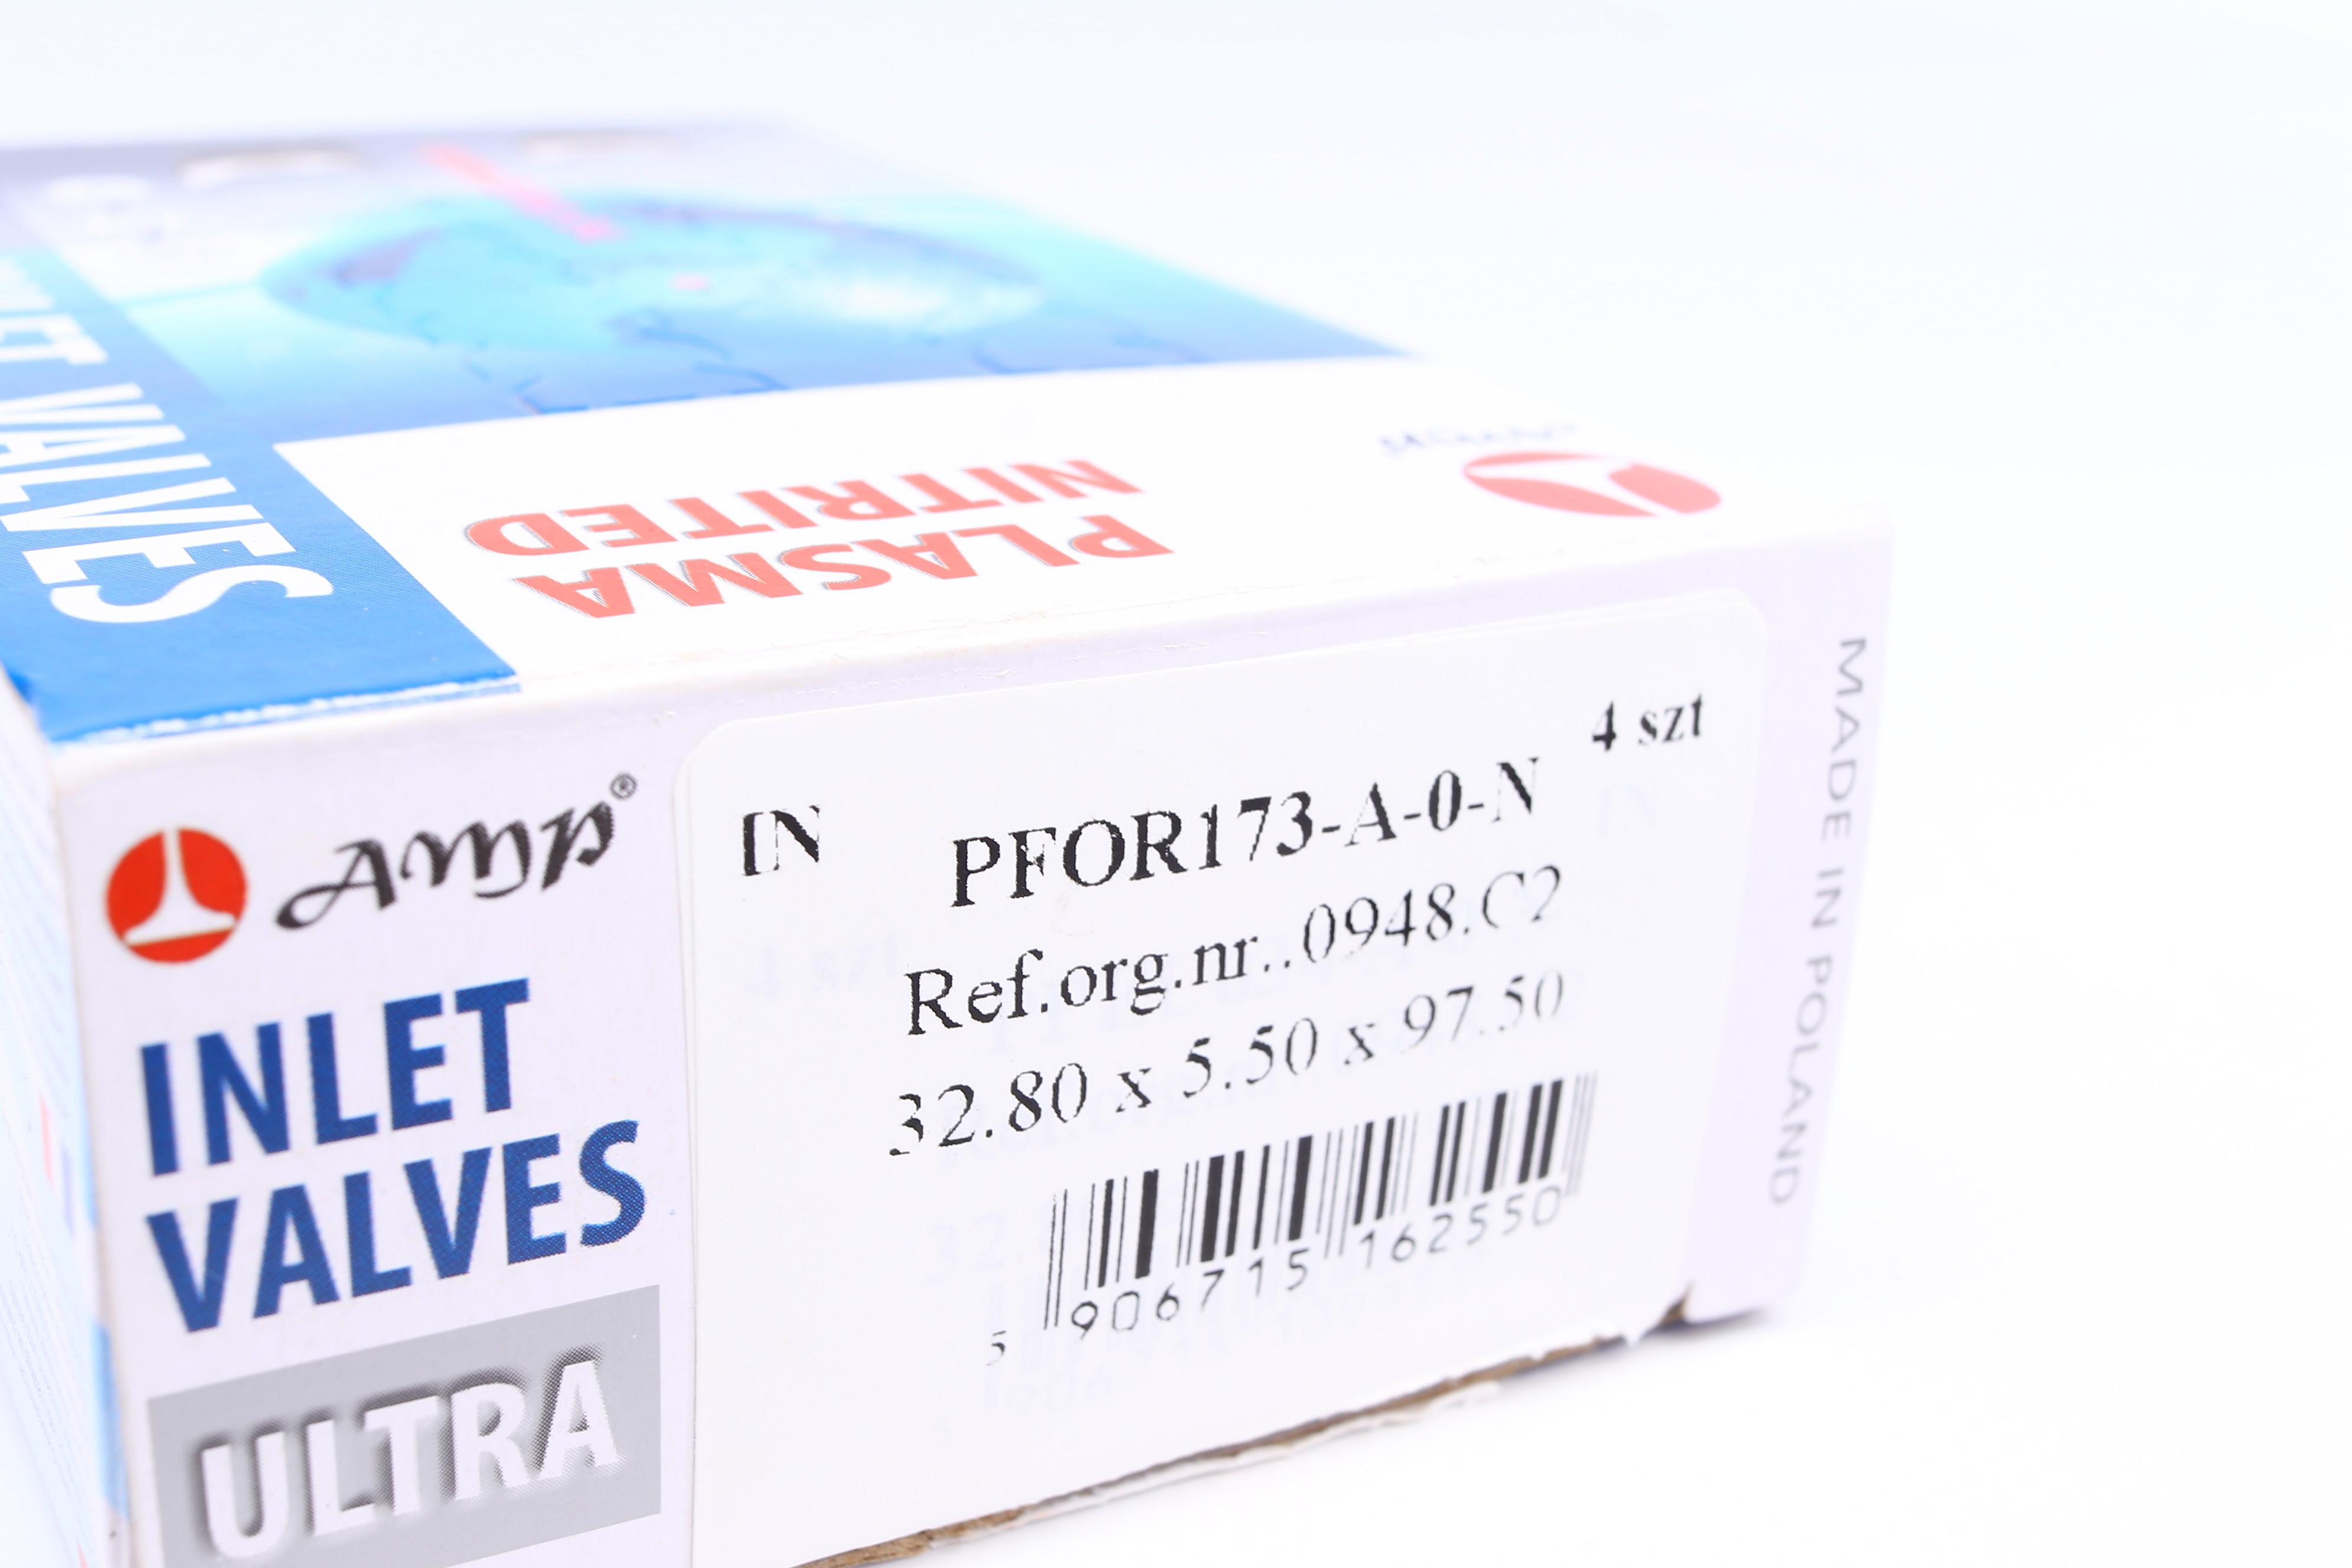 VALVES
PLASMA
NITRITED
AMP®
INLET
VALVES
ULTRA
4 szt
IN
PFOR173-A-0-N
Ref.org.nr..0948.C2
32.80 x 5.50 x 97.50
5 906715 162550
MADE IN POLAND